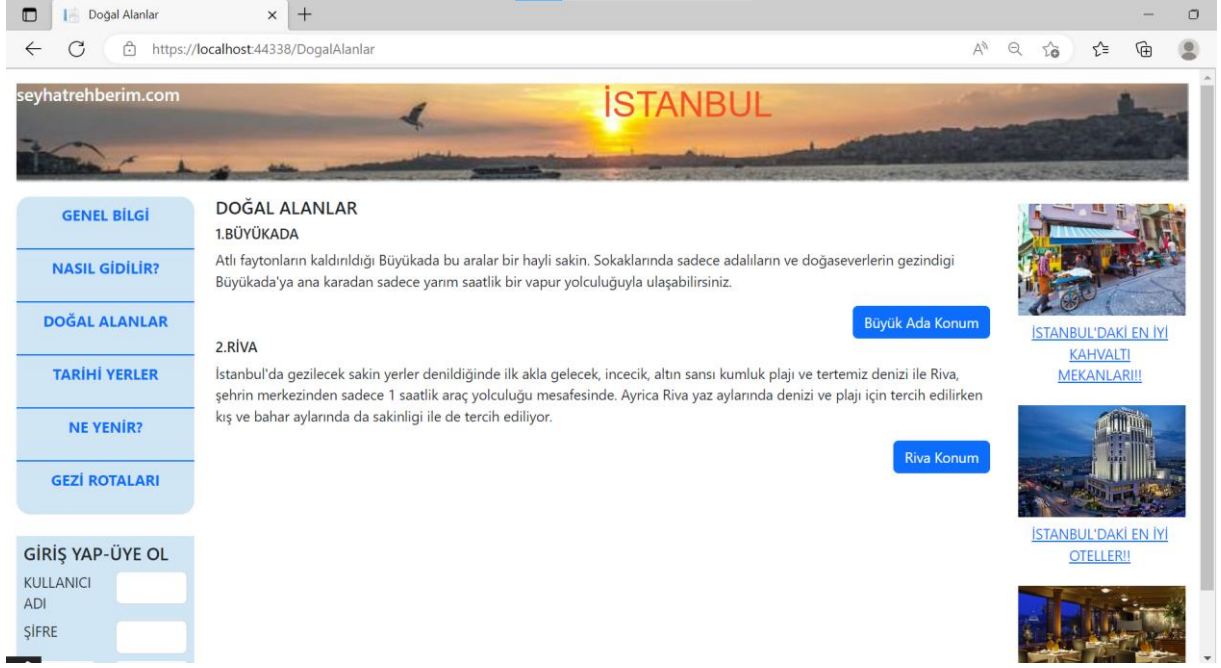 Doğal Alanlar
https://localhost:44338/DogalAlanlar
seyhatrehberim.com
İSTANBUL
GENEL BİLGİ
NASIL GİDİLİR?
DOĞAL ALANLAR
TARİHİ YERLER
NE YENİR?
GEZİ ROTALARI
GİRİŞ YAP-ÜYE OL
KULLANICI
ADI
ŞİFRE
DOĞAL ALANLAR
1.BÜYÜKADA
Atlı faytonların kaldırıldığı Büyükada bu aralar bir hayli sakin. Sokaklarında sadece adalıların ve doğaseverlerin gezindigi
Büyükada'ya ana karadan sadece yarım saatlik bir vapur yolculuğuyla ulaşabilirsiniz.
Büyük Ada Konum
2.RİVA
İstanbul'da gezilecek sakin yerler denildiğinde ilk akla gelecek, incecik, altın sansı kumluk plajı ve tertemiz denizi ile Riva,
şehrin merkezinden sadece 1 saatlik araç yolculuğu mesafesinde. Ayrica Riva yaz aylarında denizi ve plajı için tercih edilirken
kış ve bahar aylarında da sakinligi ile de tercih ediliyor.
Riva Konum
İSTANBUL'DAKİ EN İYİ
KAHVALTI
MEKANLARI!!
İSTANBUL'DAKİ EN İYİ
OTELLER!!